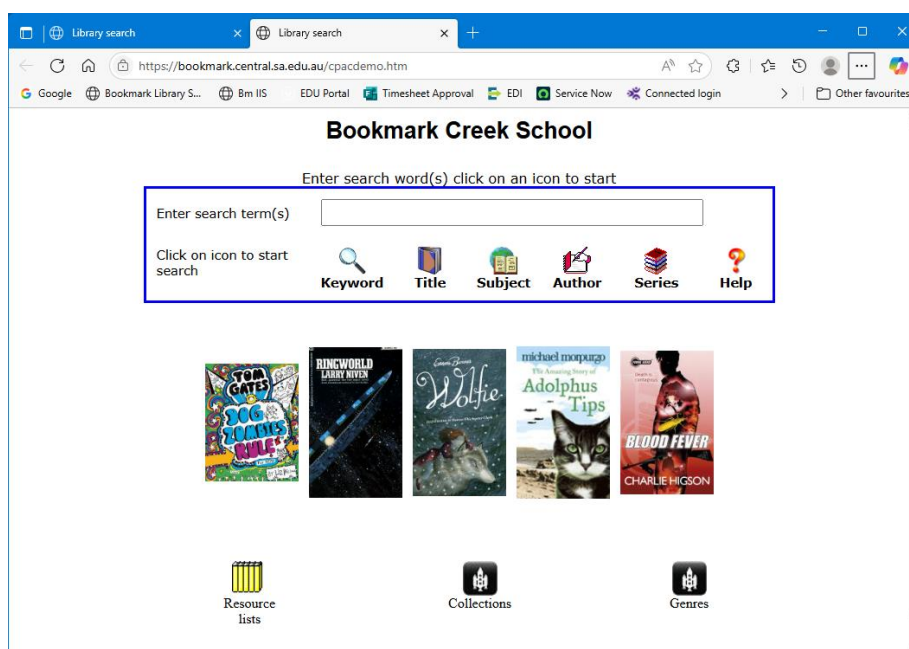 Library search
Library search
https://bookmark.central.sa.edu.au/cpacdemo.htm
Google
Bookmark Library S...
Bm IIS
EDU Portal
Timesheet Approval
EDI
Service Now
Connected login
Other favourites
Bookmark Creek School
Enter search word(s) click on an icon to start
Enter search term(s)
Click on icon to start
search
Keyword
Title
Subject
Author
Series
Help
TOM
GATES
DOG
ZOMBIES
RULE
RINGWORLD
LARRY NIVEN
Wolfie
michael morpurgo
The Amazing Story of
Adolphus
Tips
BLOOD FEVER
CHARLIE HIGSON
Resource
lists
Collections
Genres